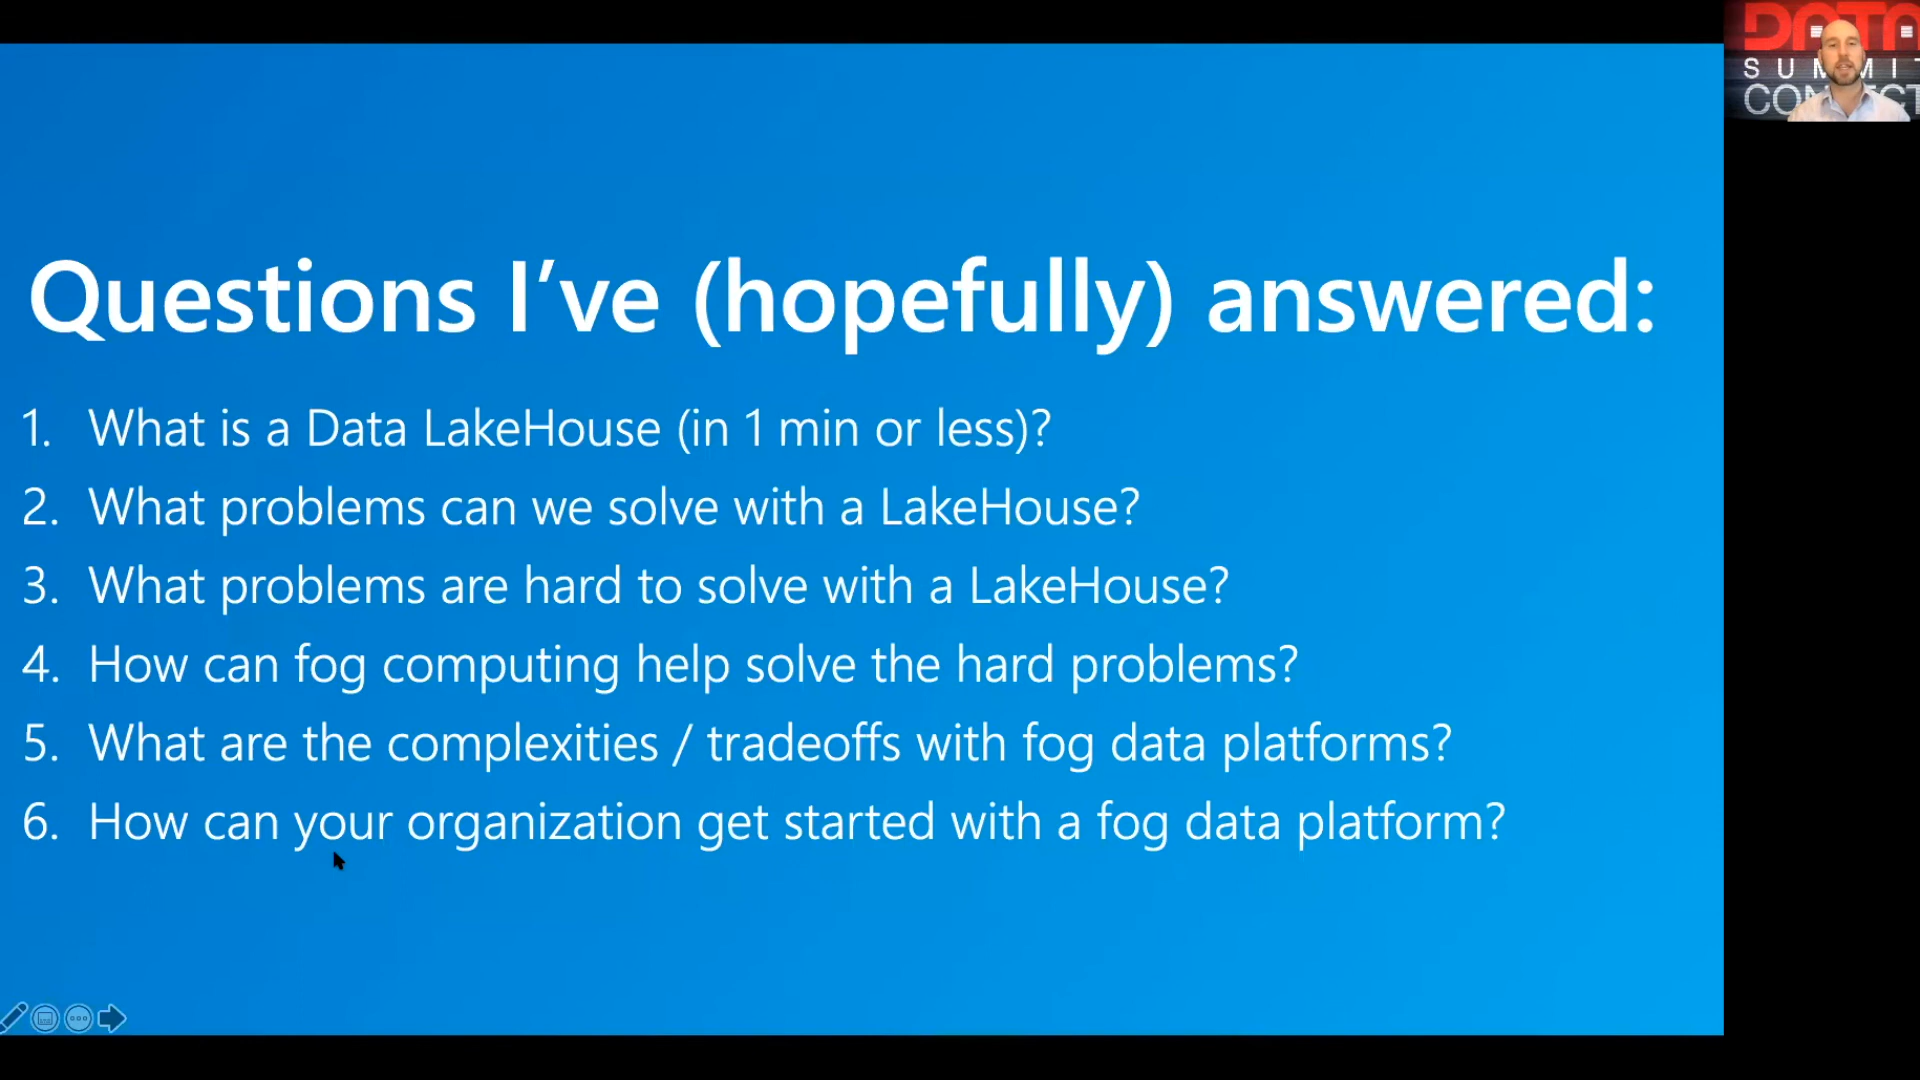 Questions I’ve (hopefully) answered:
1. What is a Data LakeHouse (in 1 min or less)?
2. What problems can we solve with a LakeHouse?
3. What problems are hard to solve with a LakeHouse?
4. How can fog computing help solve the hard problems?
5. What are the complexities / tradeoffs with fog data platforms?
6. How can your organization get started with a fog data platform?
DATA
SUMMIT